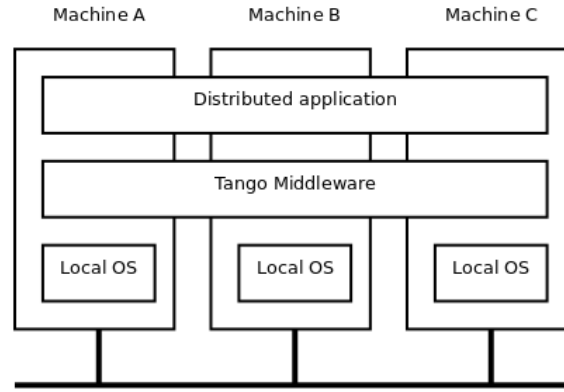 Machine A
Machine B
Machine C
Distributed application
Tango Middleware
Local OS
Local OS
Local OS